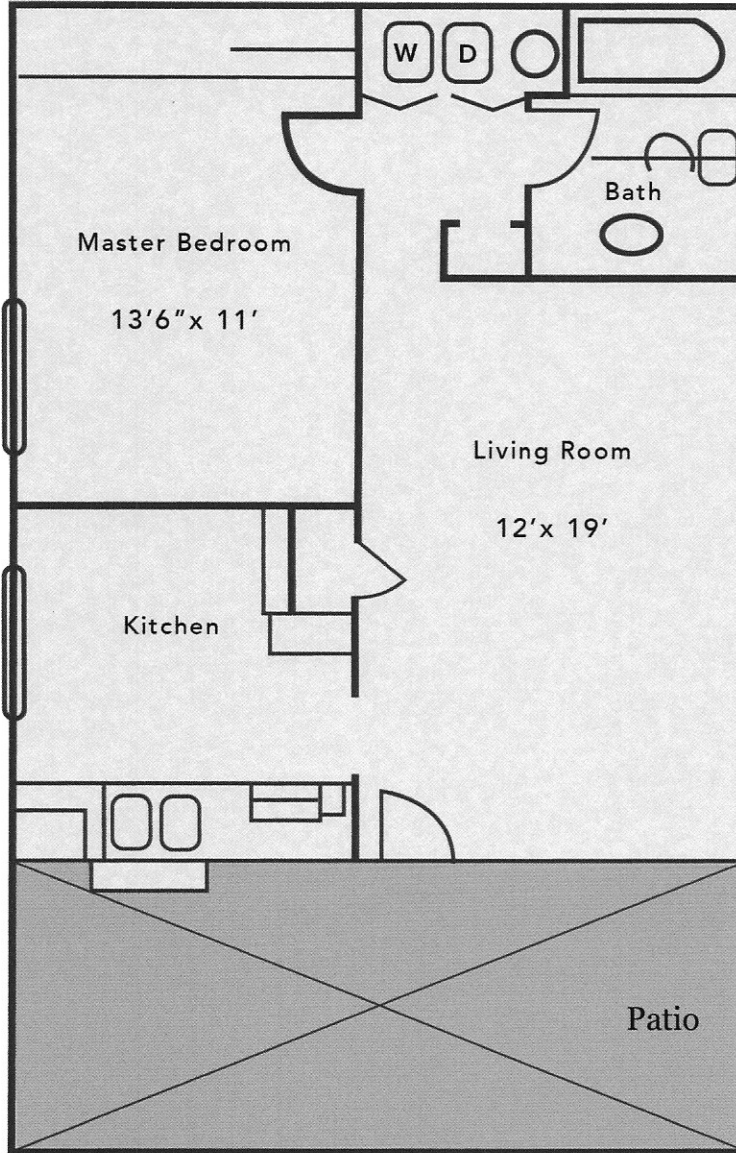 W D
Bath
Master Bedroom
13'6"x 11'
Living Room
12'x 19'
Kitchen
Patio